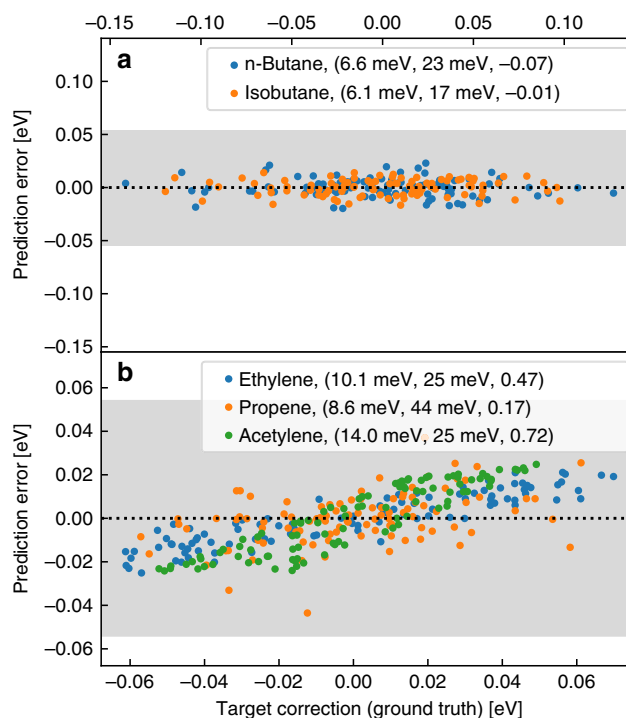 −0.15 −0.10 −0.05 0.00 0.05 0.10
a
n-Butane, (6.6 meV, 23 meV, −0.07)
Isobutane, (6.1 meV, 17 meV, −0.01)
Prediction error [eV]
0.10
0.05
0.00
−0.05
−0.10
−0.15
b
Ethylene, (10.1 meV, 25 meV, 0.47)
Propene, (8.6 meV, 44 meV, 0.17)
Acetylene, (14.0 meV, 25 meV, 0.72)
Prediction error [eV]
0.06
0.04
0.02
0.00
−0.02
−0.04
−0.06
−0.06 −0.04 −0.02 0.00 0.02 0.04 0.06
Target correction (ground truth) [eV]